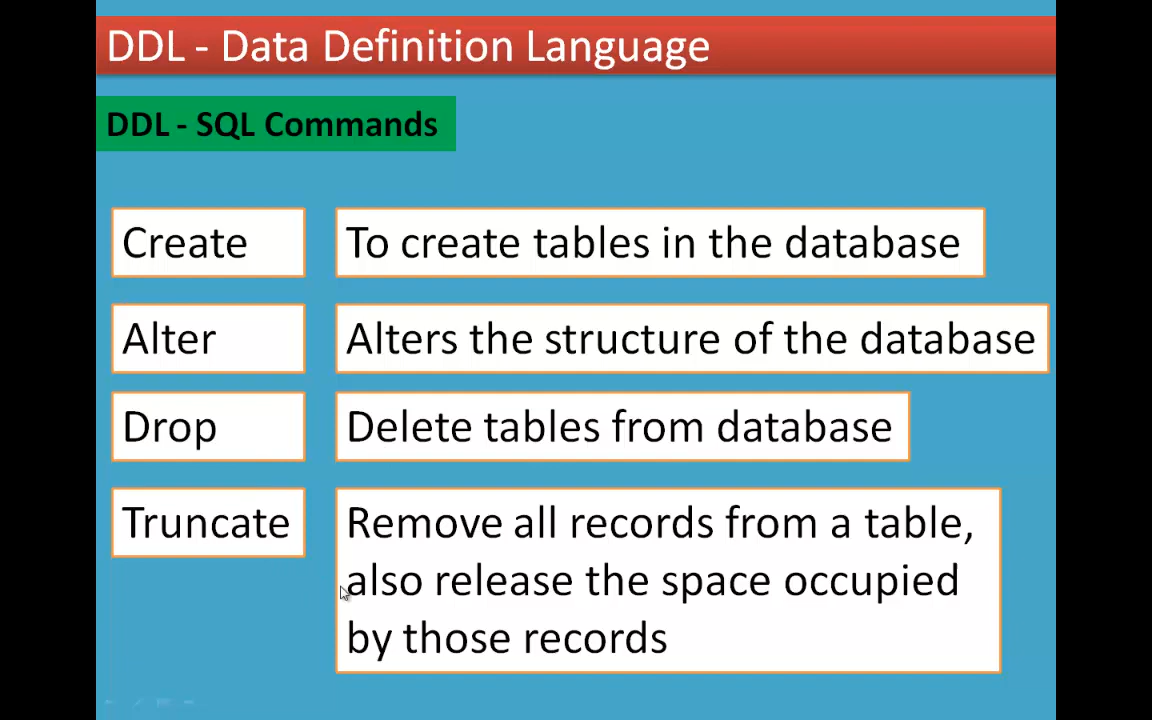 DDL - Data Definition Language
DDL - SQL Commands
Create
To create tables in the database
Alter
Alters the structure of the database
Drop
Delete tables from database
Truncate
Remove all records from a table,
also release the space occupied
by those records